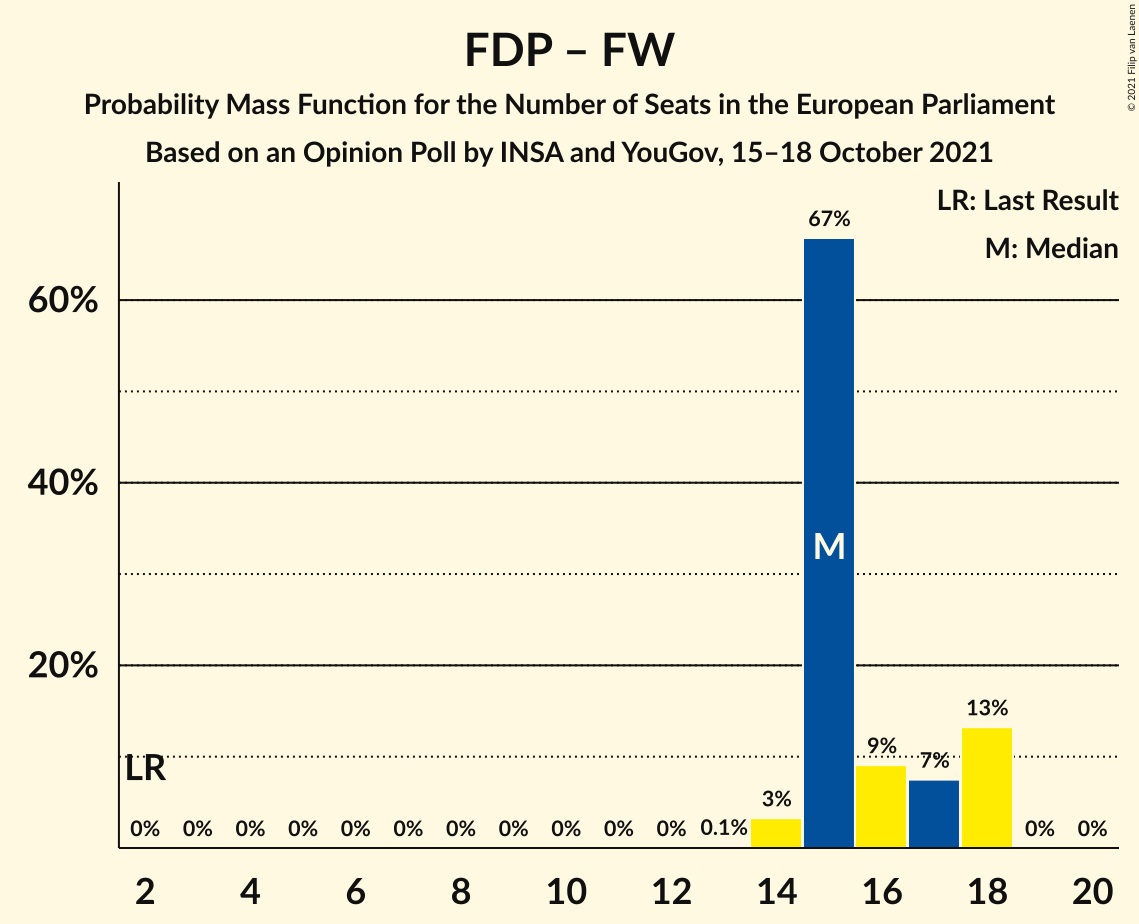 FDP – FW
Probability Mass Function for the Number of Seats in the European Parliament
Based on an Opinion Poll by INSA and YouGov, 15–18 October 2021
© 2021 Filip van Laenen
LR: Last Result
M: Median
67%
60%
40%
M
20%
13%
9%
7%
LR
3%
0% 0% 0% 0% 0% 0% 0% 0% 0% 0% 0% 0.1% 0% 0%
2 4 6 8 10 12 14 16 18 20